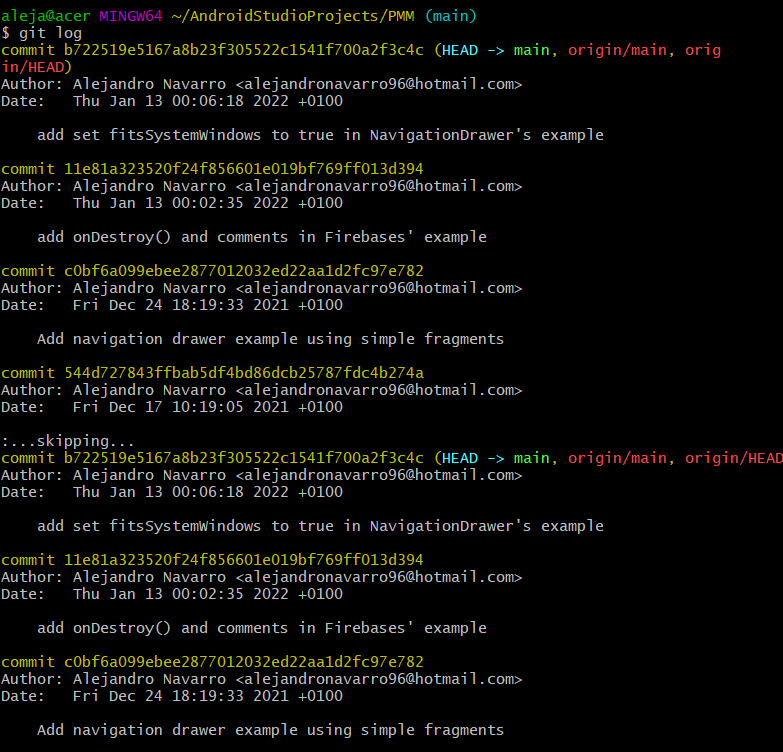 aleja@acer MINGW64 ~/AndroidStudioProjects/PMM (main)
$ git log
commit b722519e5167a8b23f305522c1541f700a2f3c4c (HEAD -> main, origin/main, orig
in/HEAD)
Author: Alejandro Navarro <alejandronavarro96@hotmail.com>
Date:   Thu Jan 13 00:06:18 2022 +0100
    add set fitsSystemWindows to true in NavigationDrawer's example
commit 11e81a323520f24f856601e019bf769ff013d394
Author: Alejandro Navarro <alejandronavarro96@hotmail.com>
Date:   Thu Jan 13 00:02:35 2022 +0100
    add onDestroy() and comments in Firebases' example
commit c0bf6a099ebee2877012032ed22aa1d2fc97e782
Author: Alejandro Navarro <alejandronavarro96@hotmail.com>
Date:   Fri Dec 24 18:19:33 2021 +0100
    Add navigation drawer example using simple fragments
commit 544d727843ffbab5df4bd86dcb25787fdc4b274a
Author: Alejandro Navarro <alejandronavarro96@hotmail.com>
Date:   Fri Dec 17 10:19:05 2021 +0100
:...skipping...
commit b722519e5167a8b23f305522c1541f700a2f3c4c (HEAD -> main, origin/main, origin/HEAD
Author: Alejandro Navarro <alejandronavarro96@hotmail.com>
Date:   Thu Jan 13 00:06:18 2022 +0100
    add set fitsSystemWindows to true in NavigationDrawer's example
commit 11e81a323520f24f856601e019bf769ff013d394
Author: Alejandro Navarro <alejandronavarro96@hotmail.com>
Date:   Thu Jan 13 00:02:35 2022 +0100
    add onDestroy() and comments in Firebases' example
commit c0bf6a099ebee2877012032ed22aa1d2fc97e782
Author: Alejandro Navarro <alejandronavarro96@hotmail.com>
Date:   Fri Dec 24 18:19:33 2021 +0100
    Add navigation drawer example using simple fragments